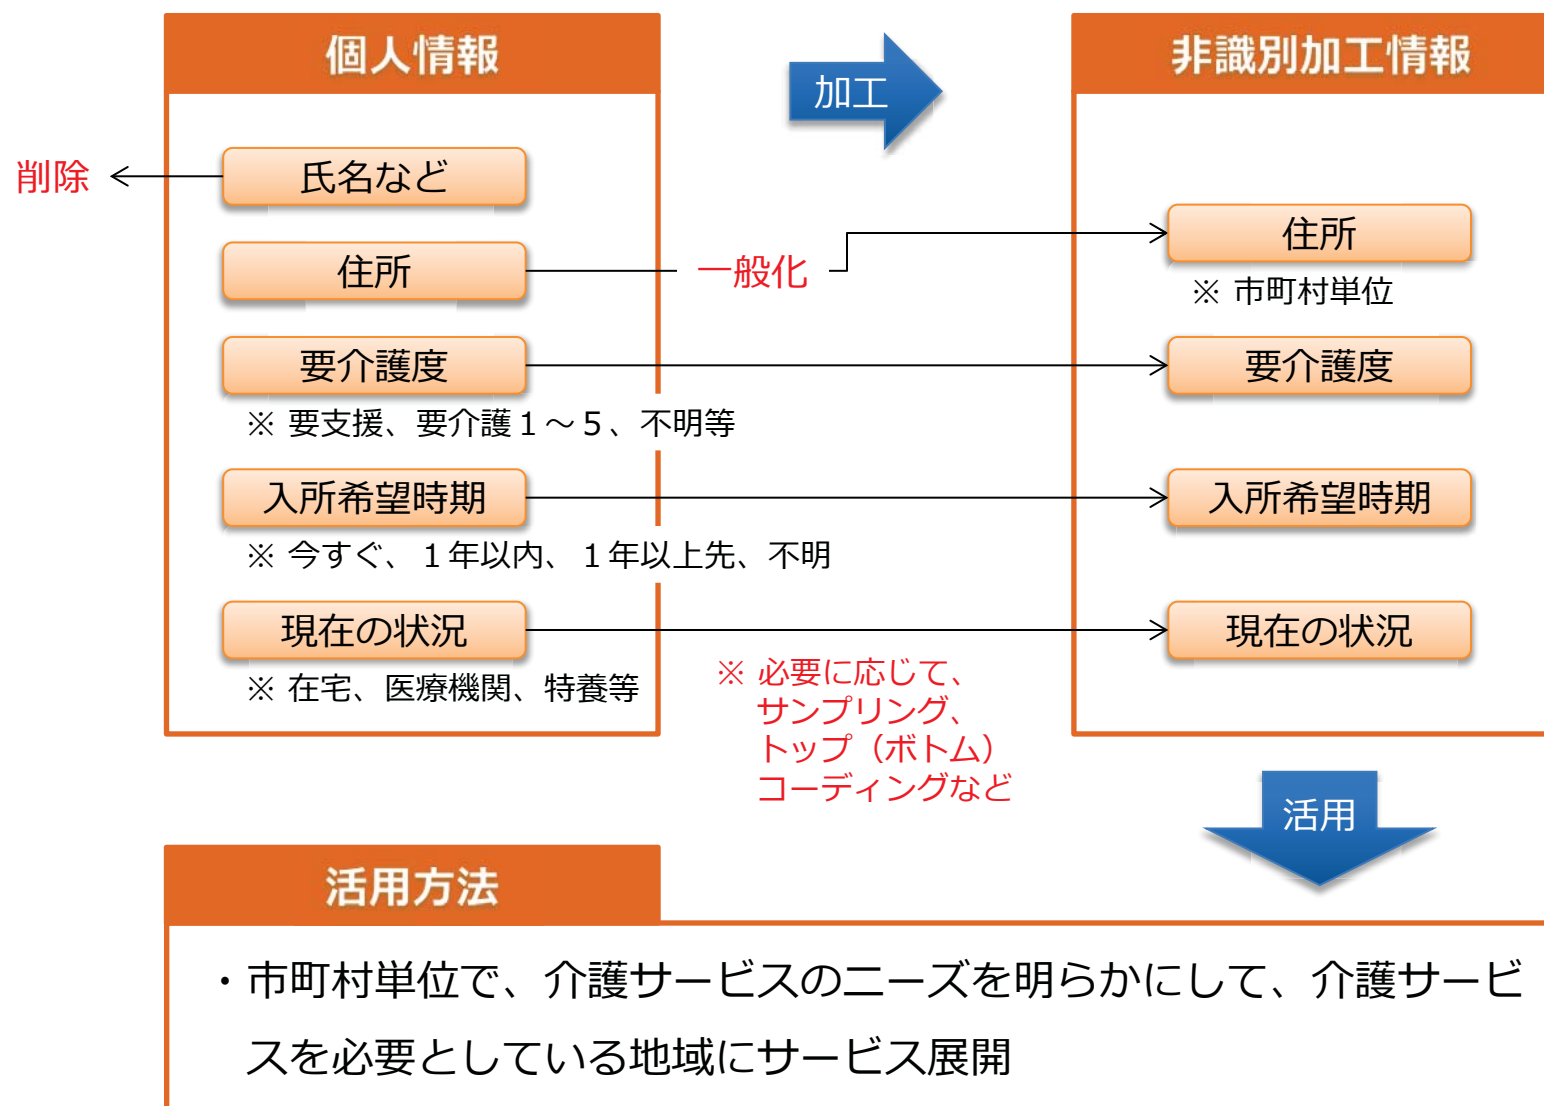 個人情報
加工
非識別加工情報
削除
氏名など
住所
一般化
住所
※ 市町村単位
要介護度
要介護度
※ 要支援、要介護１～５、不明等
入所希望時期
入所希望時期
※ 今すぐ、１年以内、１年以上先、不明
現在の状況
現在の状況
※ 在宅、医療機関、特養等
※ 必要に応じて、
サンプリング、
トップ（ボトム）
コーディングなど
活用
活用方法
・市町村単位で、介護サービスのニーズを明らかにして、介護サービ
スを必要としている地域にサービス展開